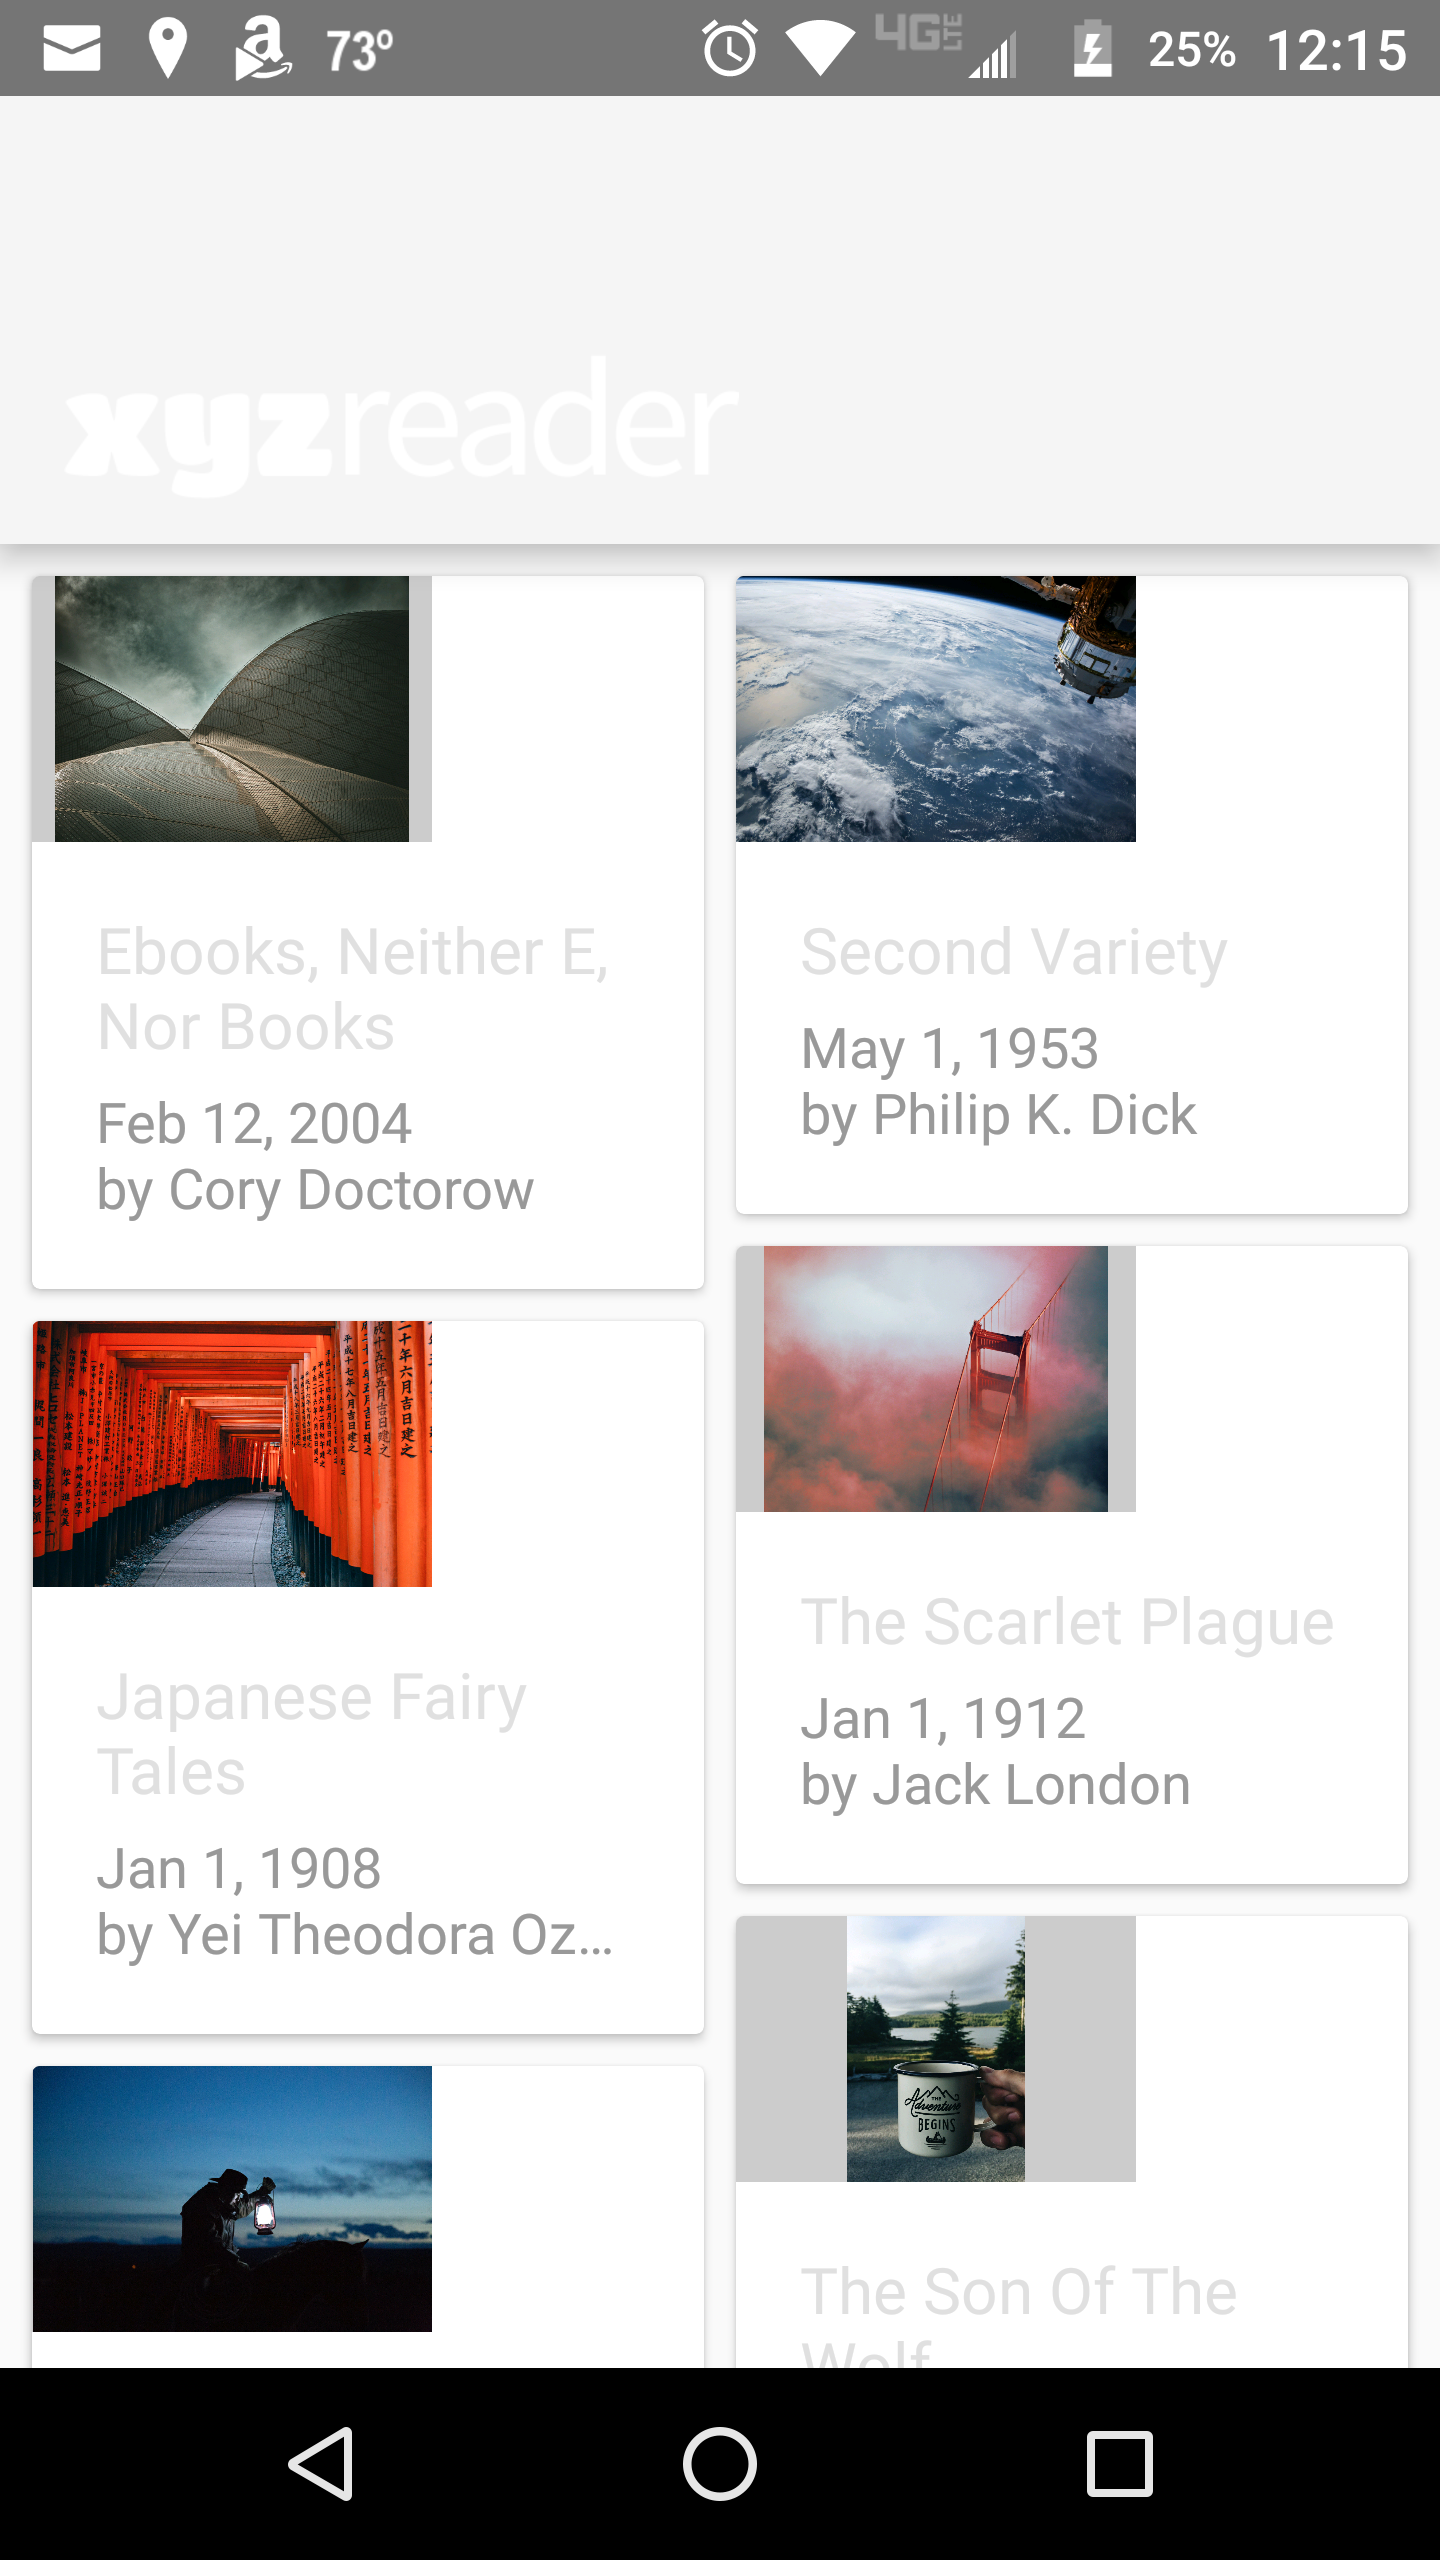 73°
4G LTE
25%
12:15
xyzreader
Ebooks, Neither E,
Nor Books
Feb 12, 2004
by Cory Doctorow
Second Variety
May 1, 1953
by Philip K. Dick
Japanese Fairy
Tales
Jan 1, 1908
by Yei Theodora Oz...
The Scarlet Plague
Jan 1, 1912
by Jack London
THE
Adventure
BEGINS
The Son Of The
Wolf